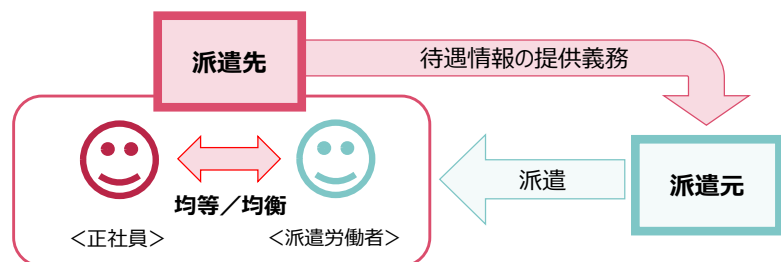 派遣先
待遇情報の提供義務
派遣
派遣元
均等／均衡
＜正社員＞
＜派遣労働者＞